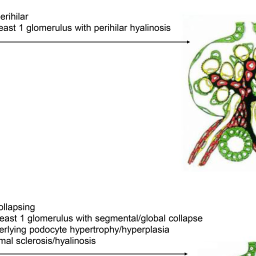 erihilar
east 1 glomerulus with perihilar hyalinosis
ollapsing
east 1 glomerulus with segmental/global collapse
erlying podocyte hypertrophy/hyperplasia
mal sclerosis/hyalinosis